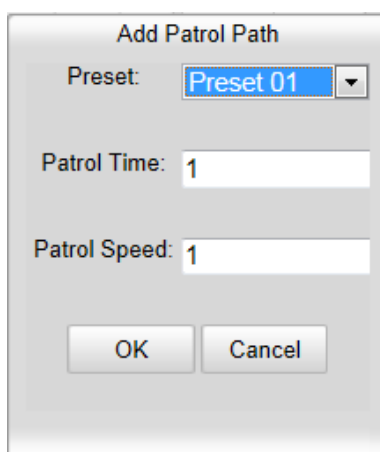 Add Patrol Path
Preset: Preset 01
Patrol Time: 1
Patrol Speed: 1
OK Cancel